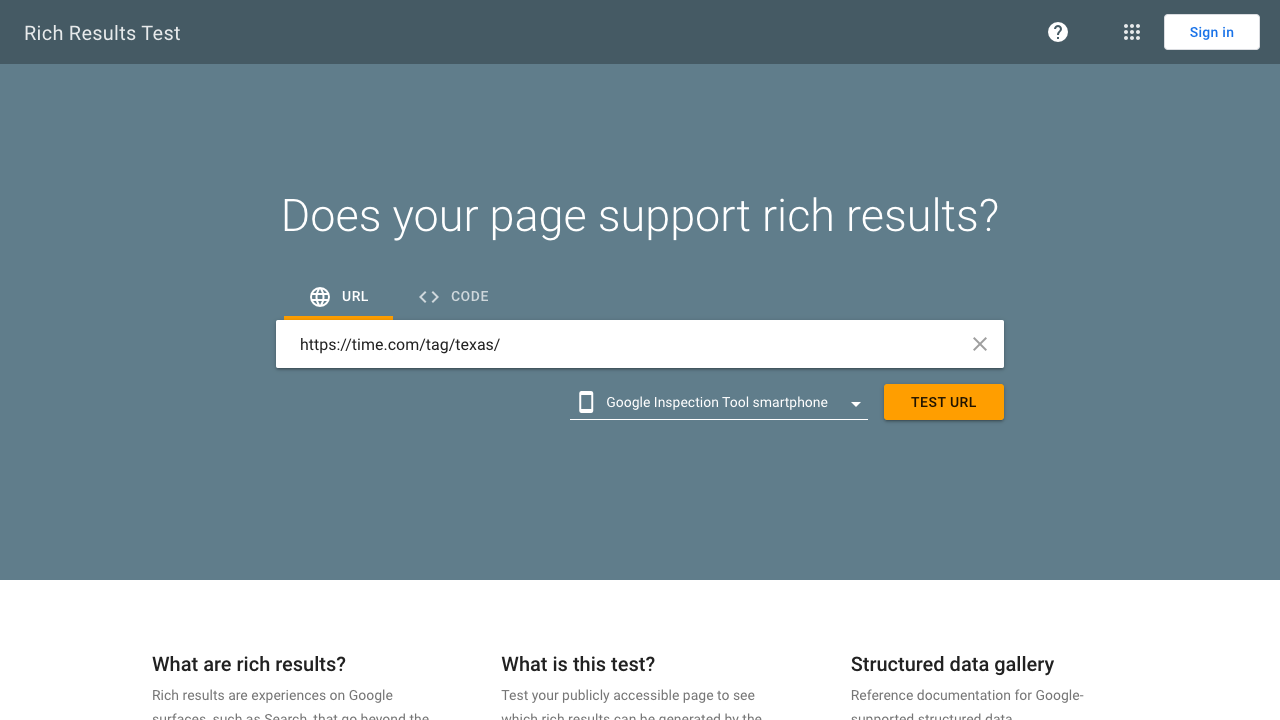 Rich Results Test
Sign in
Does your page support rich results?
URL
CODE
https://time.com/tag/texas/
Google Inspection Tool smartphone
TEST URL
What are rich results?
Rich results are experiences on Google
surfaces, such as Search, that go beyond the
What is this test?
Test your publicly accessible page to see
which rich results can be generated by the
Structured data gallery
Reference documentation for Google-
supported structured data